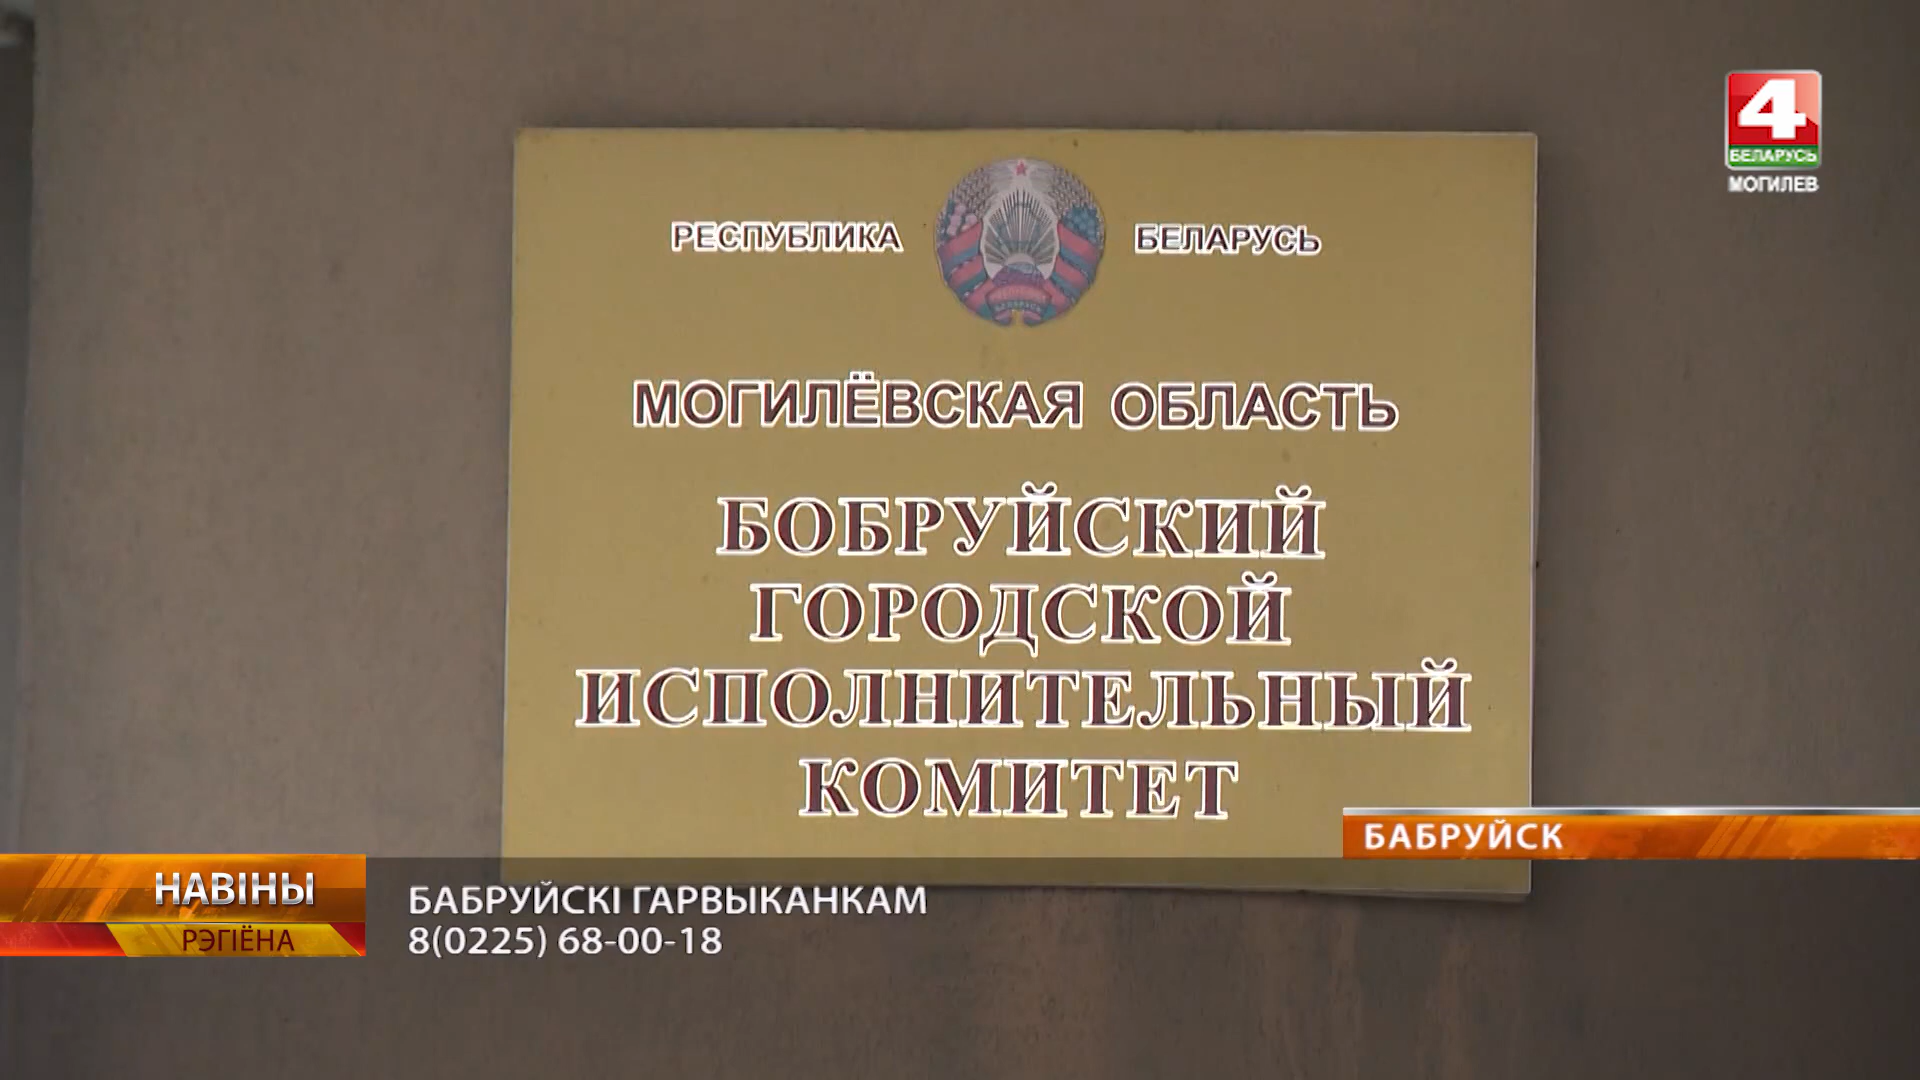 4
БЕЛАРУСЬ
МОГИЛЕВ
РЕСПУБЛИКА БЕЛАРУСЬ
МОГИЛЁВСКАЯ ОБЛАСТЬ
БОБРУЙСКИЙ
ГОРОДСКОЙ
ИСПОЛНИТЕЛЬНЫЙ
КОМИТЕТ
БАБРУЙСК
НАВІНЫ
РЭГІЁНА
БАБРУЙСКІ ГАРВЫКАНКАМ
8(0225) 68-00-18